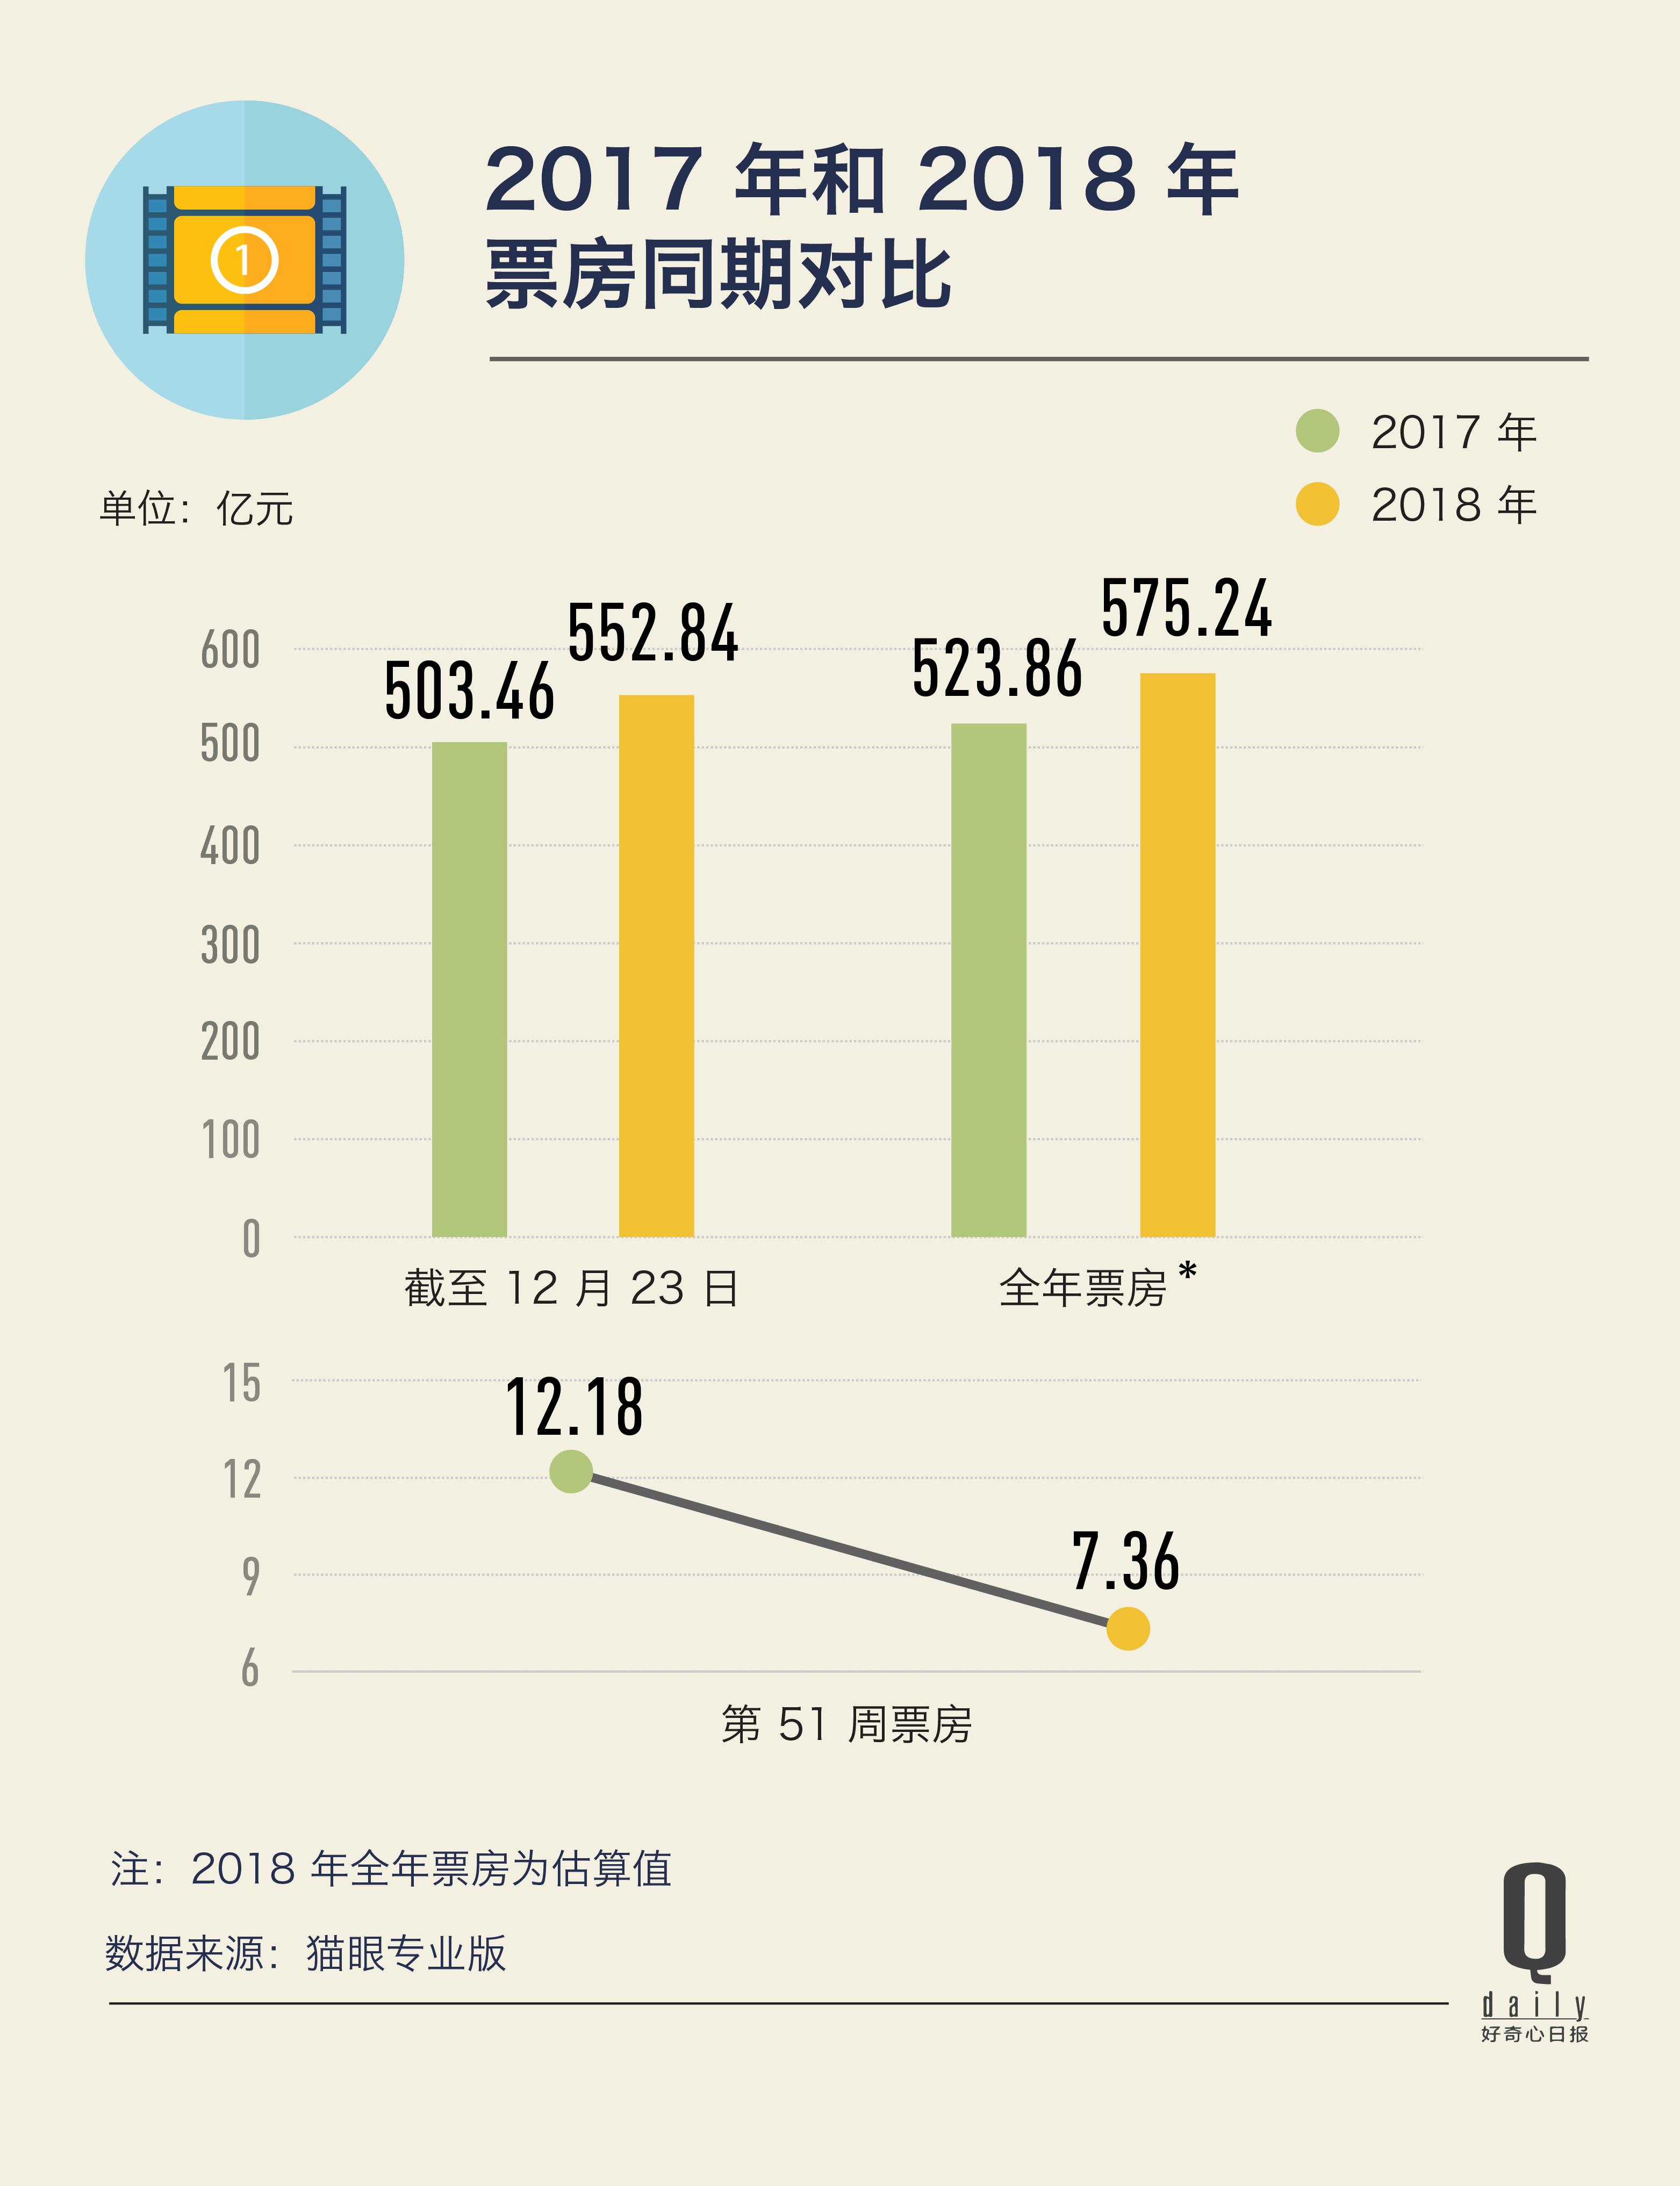 2017 年和 2018 年
票房同期对比
1
2017 年
2018 年
单位：亿元
600
500
400
300
200
100
0
503.46
552.84
523.86
575.24
截至 12 月 23 日
全年票房*
15
12
9
6
12.18
7.36
第 51 周票房
注：2018 年全年票房为估算值
数据来源：猫眼专业版
Q
daily
好奇心日报